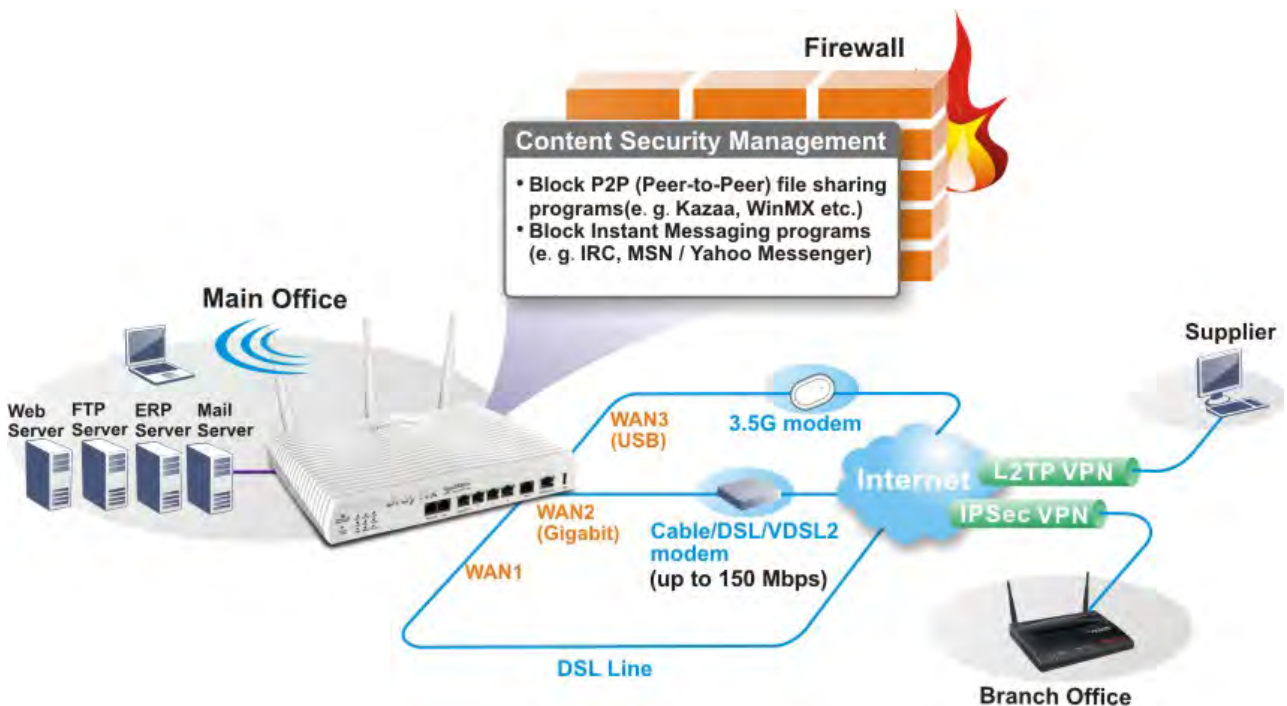 Firewall
Content Security Management
• Block P2P (Peer-to-Peer) file sharing
programs(e. g. Kazaa, WinMX etc.)
• Block Instant Messaging programs
(e. g. IRC, MSN / Yahoo Messenger)
Main Office
Supplier
Web
Server
FTP
Server
ERP
Server
Mail
Server
WAN3
(USB)
3.5G modem
Internet
L2TP VPN
IPSec VPN
WAN2
(Gigabit)
Cable/DSL/VDSL2
modem
(up to 150 Mbps)
WAN1
DSL Line
Branch Office